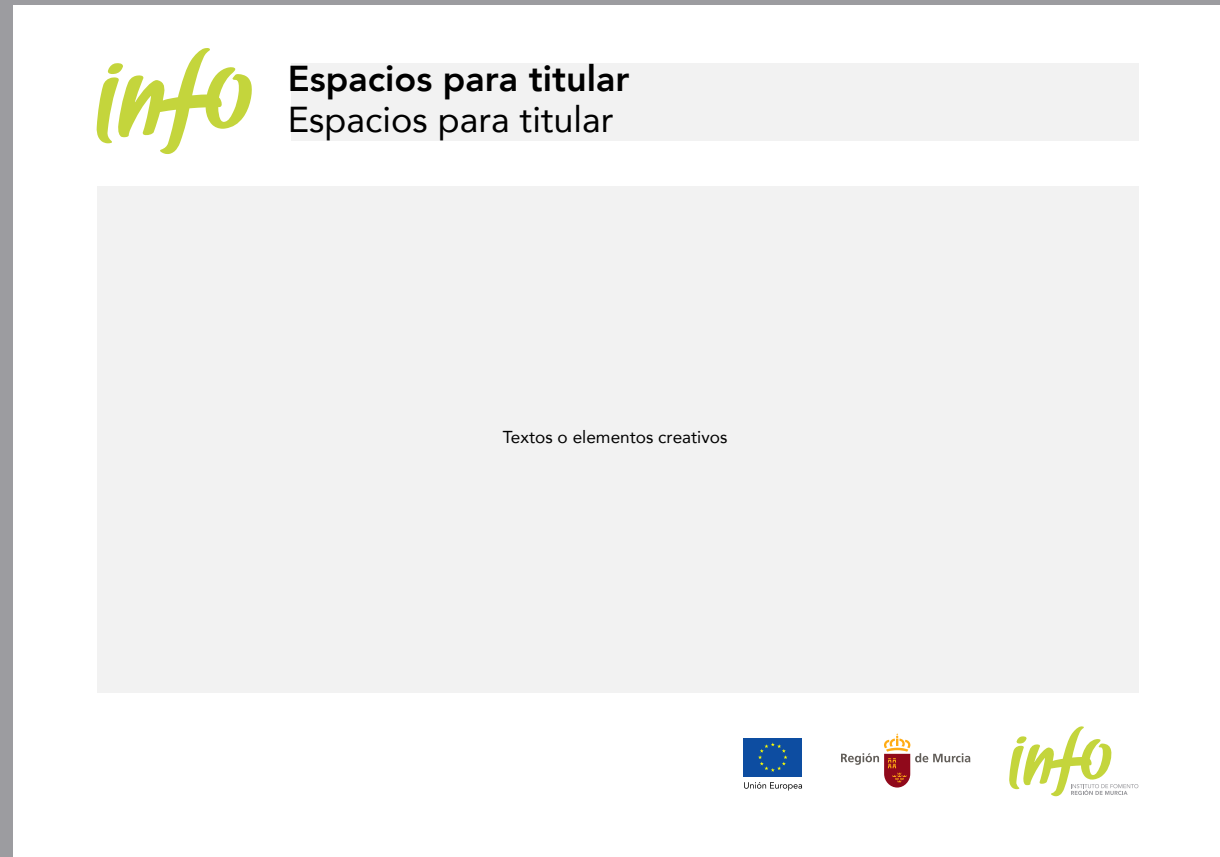 info
Espacios para titular
Espacios para titular
Textos o elementos creativos
Unión Europea
Región de Murcia
info
INSTITUTO DE FOMENTO
REGIÓN DE MURCIA